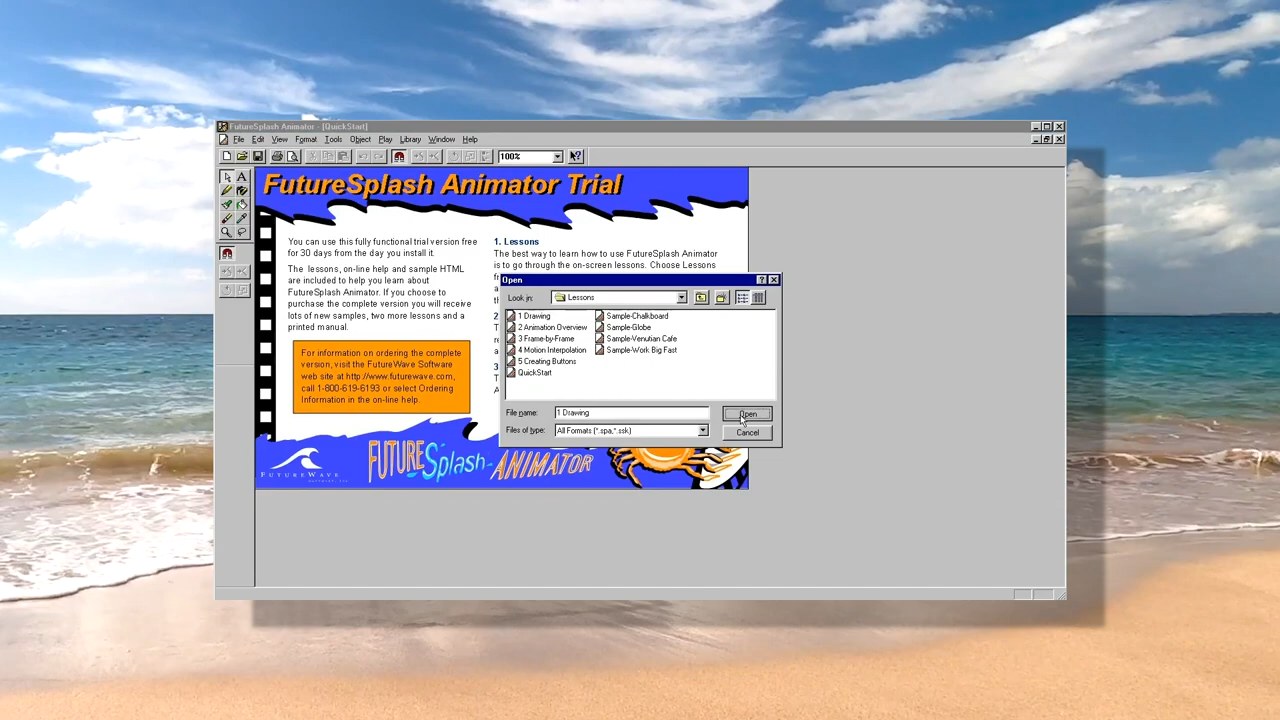 FutureSplash Animator - [QuickStart]
File Edit View Format Tools Object Play Library Window Help
100%
FutureSplash Animator Trial
You can use this fully functional trial version free
for 30 days from the day you install it.
The lessons, on-line help and sample HTML
are included to help you learn about
FutureSplash Animator. If you choose to
purchase the complete version you will receive
lots of new samples, two more lessons and a
printed manual.
For information on ordering the complete
version, visit the FutureWave Software
web site at http://www.futurewave.com,
call 1-800-619-6193 or select Ordering
Information in the on-line help.
1. Lessons
The best way to learn how to use FutureSplash Animator
is to go through the on-screen lessons. Choose Lessons
Open
Look in: Lessons
1 Drawing
2 Animation Overview
3 Frame-by-Frame
4 Motion Interpolation
5 Creating Buttons
QuickStart
Sample-Chalkboard
Sample-Globe
Sample-Venutian Cafe
Sample-Work Big Fast
File name: 1 Drawing
Open
Files of type: All Formats (*.spa,*.ssk)
Cancel
FUTURE Splash ANIMATOR
FUTUREWAVE